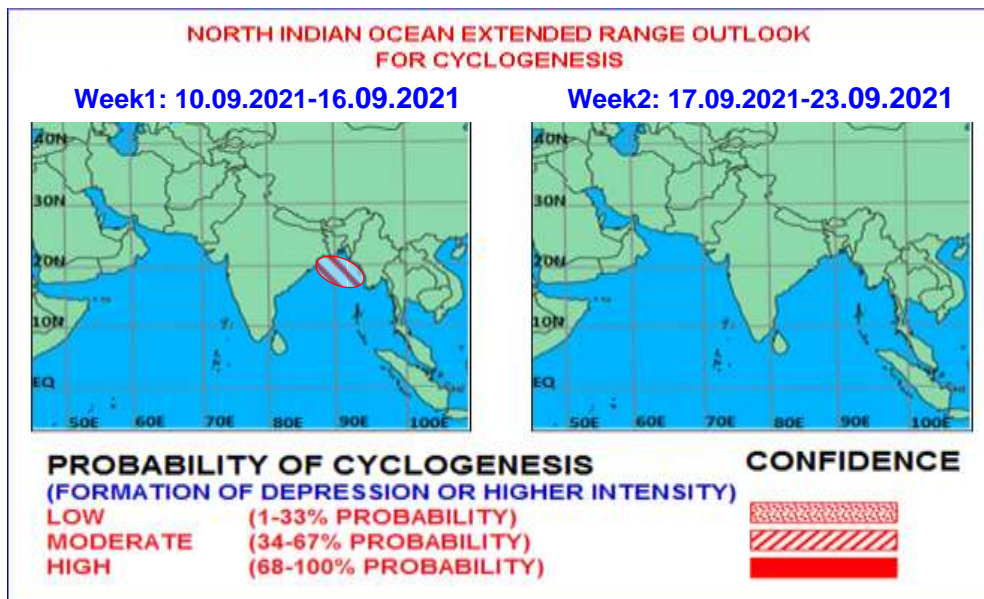 NORTH INDIAN OCEAN EXTENDED RANGE OUTLOOK
FOR CYCLOGENESIS
Week1: 10.09.2021-16.09.2021
Week2: 17.09.2021-23.09.2021
40N
30N
20N
10N
EQ
50E 60E 70E 80E 90E 100E
40N
30N
20N
10N
EQ
50E 60E 70E 80E 90E 100E
PROBABILITY OF CYCLOGENESIS
CONFIDENCE
(FORMATION OF DEPRESSION OR HIGHER INTENSITY)
LOW (1-33% PROBABILITY)
MODERATE (34-67% PROBABILITY)
HIGH (68-100% PROBABILITY)